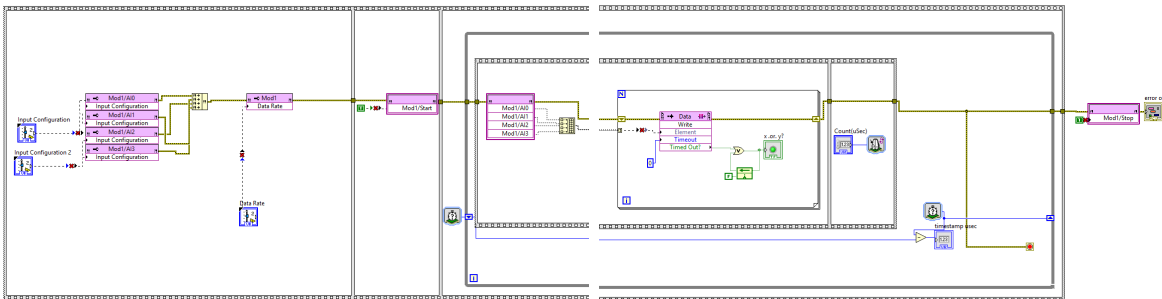 Input Configuration
Input Configuration 2
Mod1/AI0
Input Configuration
Mod1/AI1
Input Configuration
Mod1/AI2
Input Configuration
Mod1/AI3
Input Configuration
Mod1
Data Rate
Data Rate
Mod1/Start
Mod1/AI0
Mod1/AI1
Mod1/AI2
Mod1/AI3
i
N
Data
Write
Element
Timeout
Timed Out?
0
F
x .or. y?
i
Count(uSec)
123
timestamp usec
123
Mod1/Stop
error o